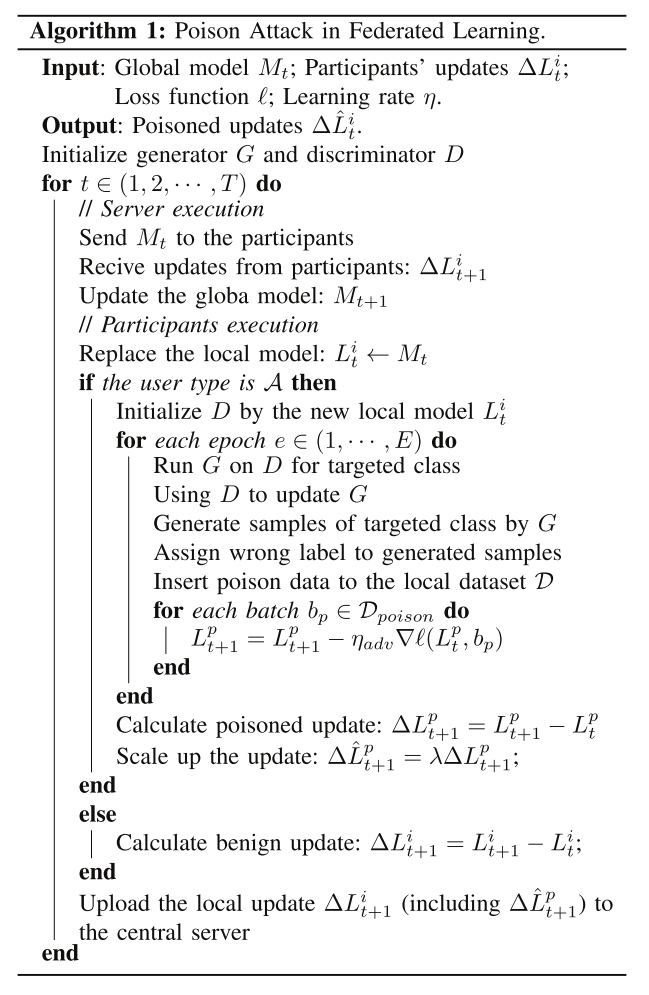 Algorithm 1: Poison Attack in Federated Learning.
Input: Global model $M_t$; Participants' updates $\Delta L_t^i$;
Loss function $\ell$; Learning rate $\eta$.
Output: Poisoned updates $\Delta \hat{L}_t^i$.
Initialize generator $G$ and discriminator $D$
for $t \in (1, 2, \cdots, T)$ do
// Server execution
Send $M_t$ to the participants
Recive updates from participants: $\Delta L_{t+1}^i$
Update the globa model: $M_{t+1}$
// Participants execution
Replace the local model: $L_t^i \leftarrow M_t$
if the user type is $\mathcal{A}$ then
Initialize $D$ by the new local model $L_t^i$
for each epoch $e \in (1, \cdots, E)$ do
Run $G$ on $D$ for targeted class
Using $D$ to update $G$
Generate samples of targeted class by $G$
Assign wrong label to generated samples
Insert poison data to the local dataset $\mathcal{D}$
for each batch $b_p \in \mathcal{D}_{poison}$ do
$L_{t+1}^p = L_{t+1}^p - \eta_{adv} \nabla \ell(L_t^p, b_p)$
end
end
Calculate poisoned update: $\Delta L_{t+1}^p = L_{t+1}^p - L_t^p$
Scale up the update: $\Delta \hat{L}_{t+1}^p = \lambda \Delta L_{t+1}^p$;
end
else
Calculate benign update: $\Delta L_{t+1}^i = L_{t+1}^i - L_t^i$;
end
Upload the local update $\Delta L_{t+1}^i$ (including $\Delta \hat{L}_{t+1}^p$) to
the central server
end